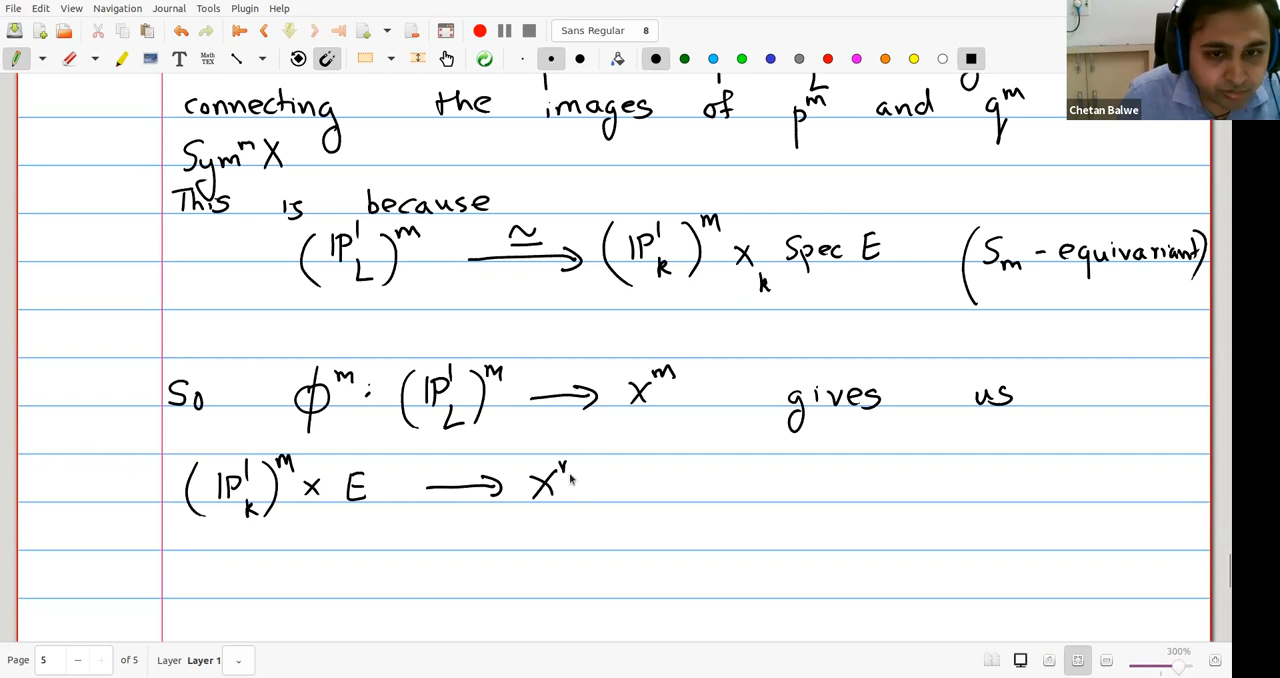 File Edit View Navigation Journal Tools Plugin Help
Sans Regular 8
Chetan Balwe
connecting the images of p^m and q^m
Sym^m X
This is because
(ℙ^1_L)^m ≅→ (ℙ^1_k)^m ×_k Spec E (S_m - equivariant)
So ϕ^m : (ℙ^1_L)^m → X^m gives us
(ℙ^1_k)^m × E → X
Page 5 of 5 Layer Layer 1
300%